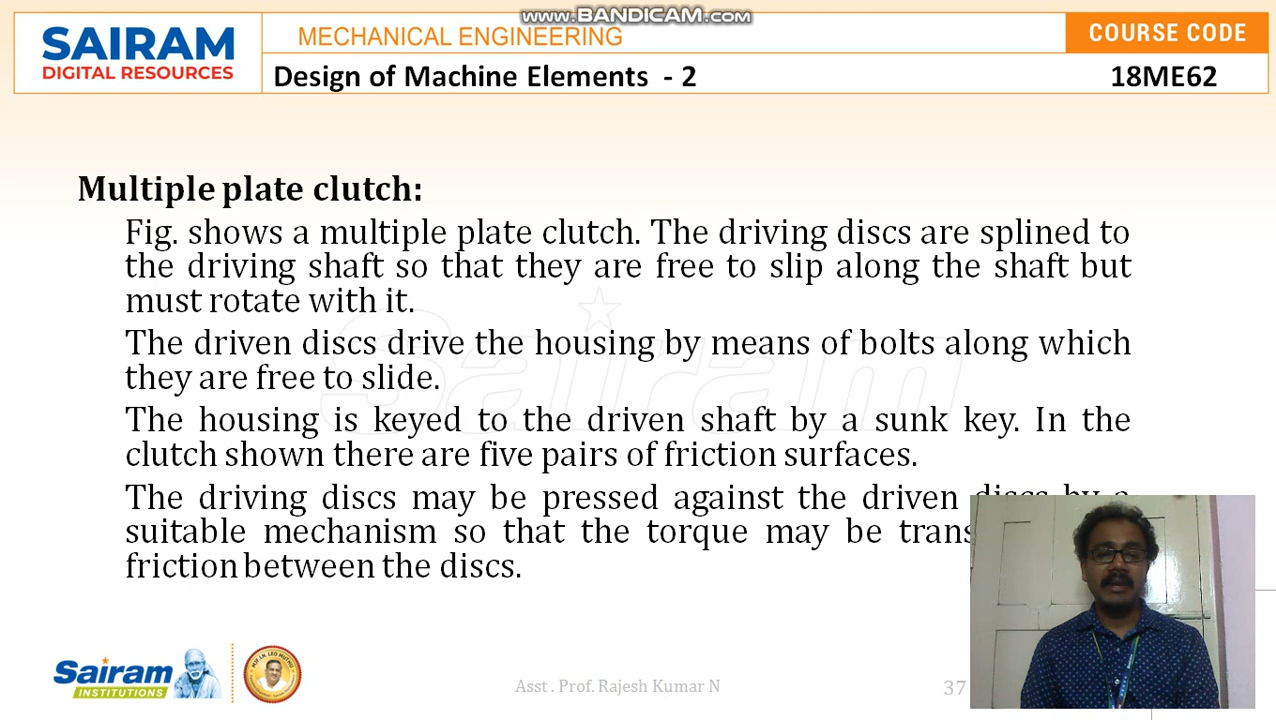 www.BANDICAM.com
SAIRAM
DIGITAL RESOURCES
MECHANICAL ENGINEERING
COURSE CODE
Design of Machine Elements - 2
18ME62
Multiple plate clutch:
Fig. shows a multiple plate clutch. The driving discs are splined to
the driving shaft so that they are free to slip along the shaft but
must rotate with it.
The driven discs drive the housing by means of bolts along which
they are free to slide.
The housing is keyed to the driven shaft by a sunk key. In the
clutch shown there are five pairs of friction surfaces.
The driving discs may be pressed against the driven discs by a
suitable mechanism so that the torque may be trans
friction between the discs.
Sairam
Sairam
INSTITUTIONS
Asst . Prof. Rajesh Kumar N
37